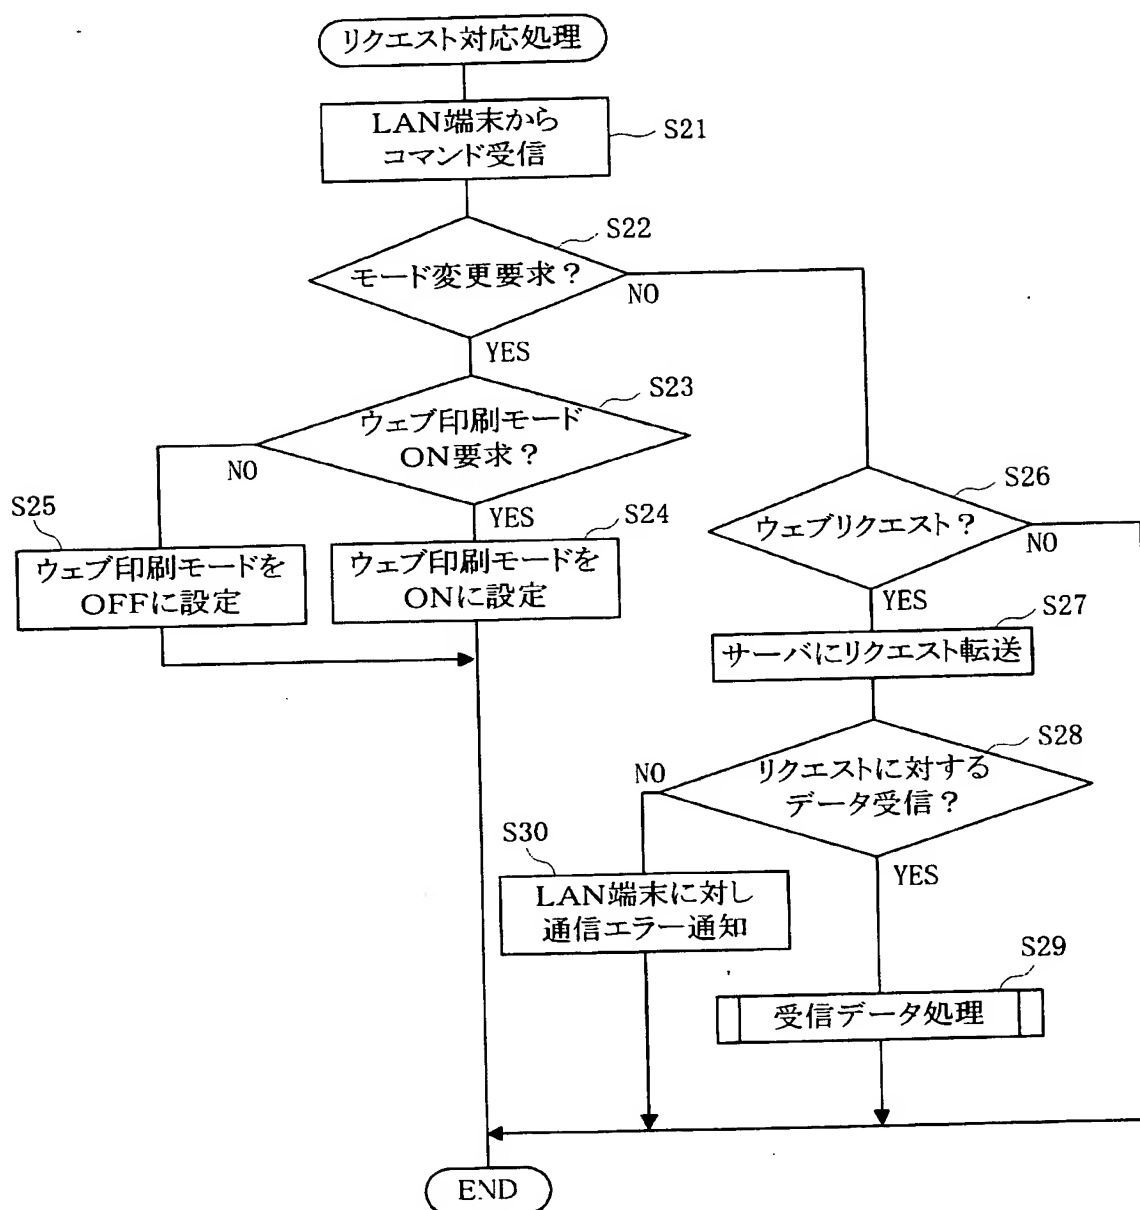 リクエスト対応処理
LAN端末から
コマンド受信
S21
モード変更要求?
S22
NO
YES
ウェブ印刷モード
ON要求?
S23
NO
YES
S25
ウェブ印刷モードを
OFFに設定
S24
ウェブ印刷モードを
ONに設定
S26
ウェブリクエスト?
NO
YES
S27
サーバにリクエスト転送
S28
リクエストに対する
データ受信?
NO
YES
S30
LAN端末に対し
通信エラー通知
S29
受信データ処理
END